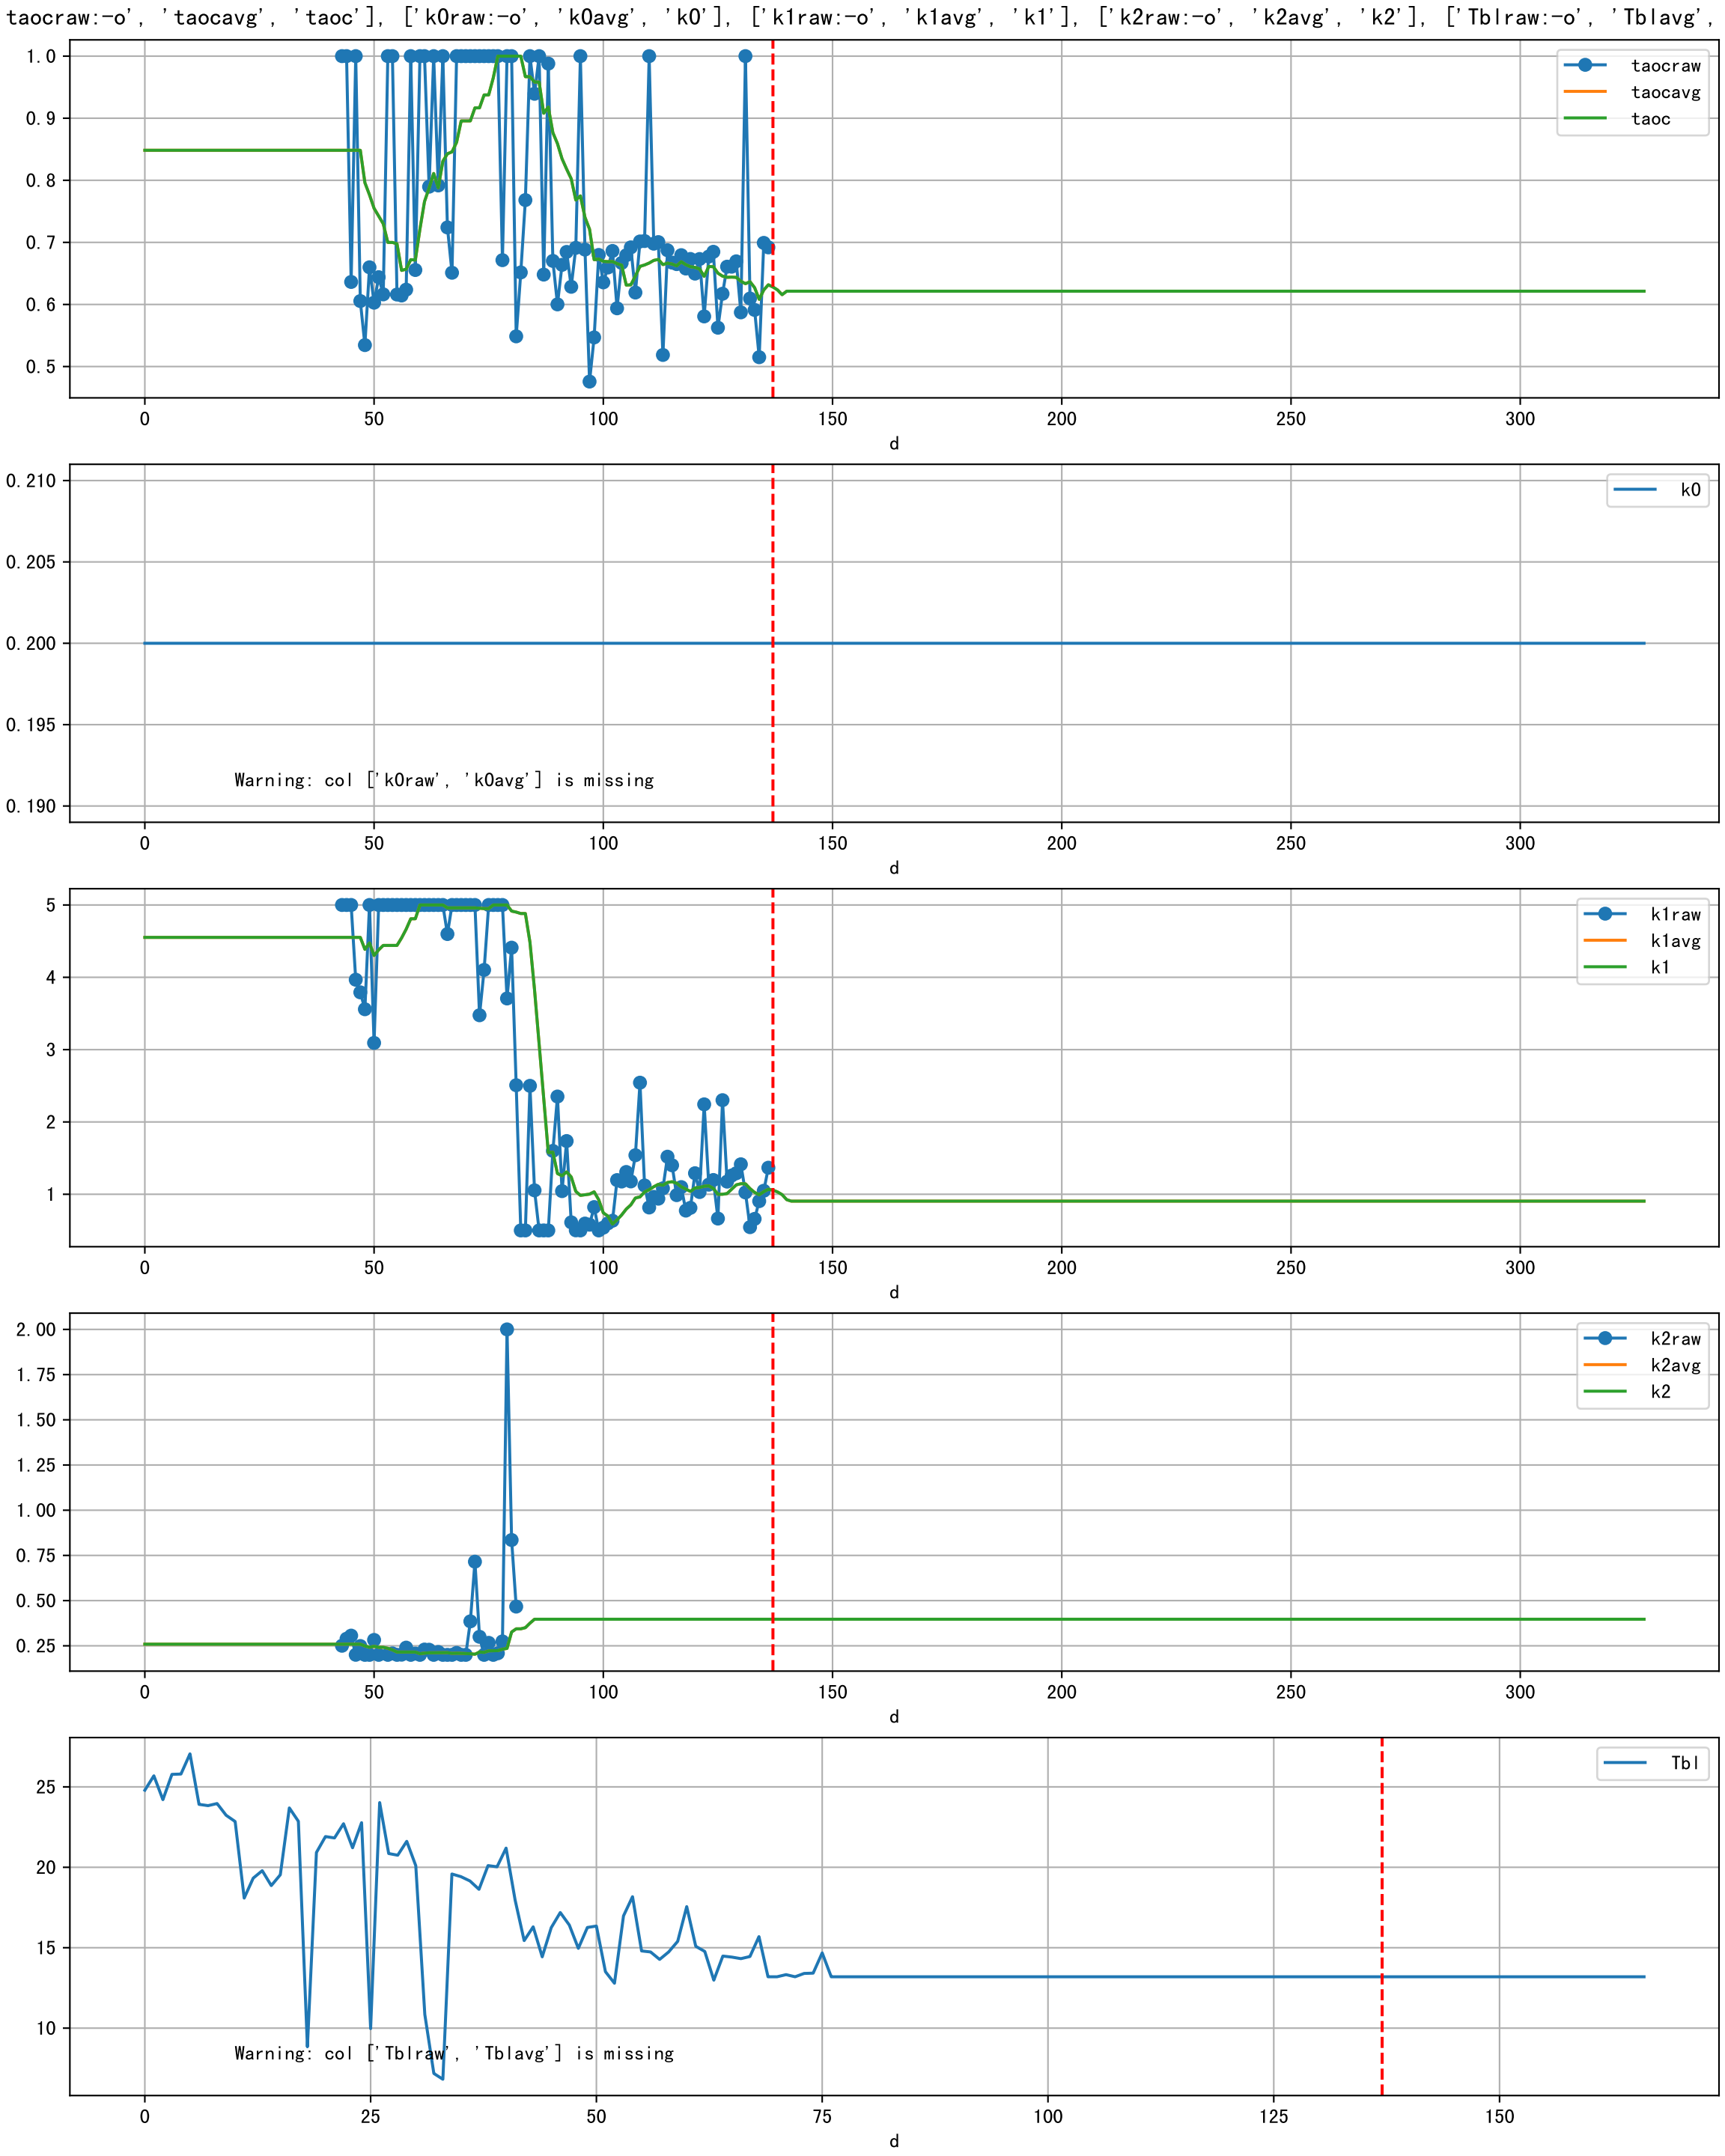 taocraw:-o', 'taocavg', 'taoc'], ['k0raw:-o', 'k0avg', 'k0'], ['k1raw:-o', 'k1avg', 'k1'], ['k2raw:-o', 'k2avg', 'k2'], ['Tblraw:-o', 'Tblavg',
1.0
0.9
0.8
0.7
0.6
0.5
taocraw
taocavg
taoc
0 50 100 150 200 250 300
d
0.210
0.205
0.200
0.195
0.190
k0
Warning: col ['k0raw', 'k0avg'] is missing
0 50 100 150 200 250 300
d
5
4
3
2
1
k1raw
k1avg
k1
0 50 100 150 200 250 300
d
2.00
1.75
1.50
1.25
1.00
0.75
0.50
0.25
k2raw
k2avg
k2
0 50 100 150 200 250 300
d
25
20
15
10
Tbl
Warning: col ['Tblraw', 'Tblavg'] is missing
0 25 50 75 100 125 150
d